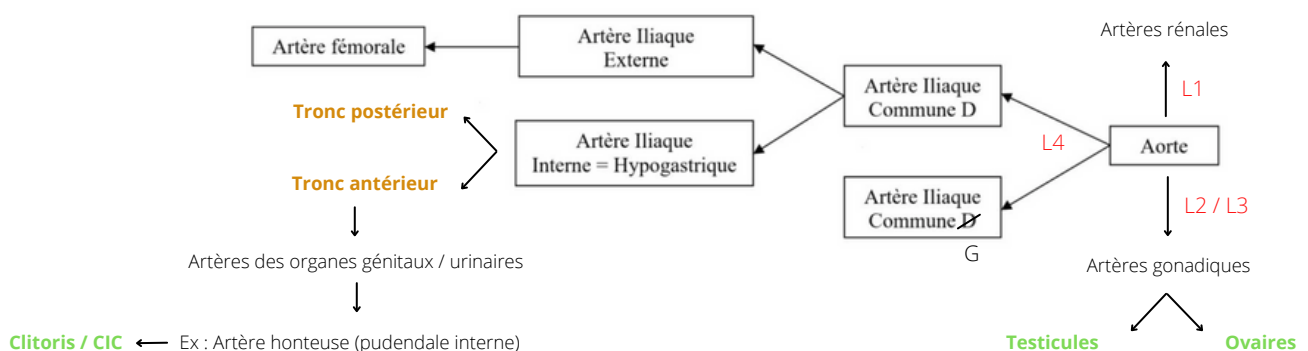 Artère fémorale
Artère Iliaque
Externe
Artères rénales
Artère Iliaque
Commune D
L1
Tronc postérieur
Artère Iliaque
Interne = Hypogastrique
L4
Aorte
Tronc antérieur
Artère Iliaque
Commune D
G
L2 / L3
Artères des organes génitaux / urinaires
Artères gonadiques
Clitoris / CIC
Ex : Artère honteuse (pudendale interne)
Testicules
Ovaires